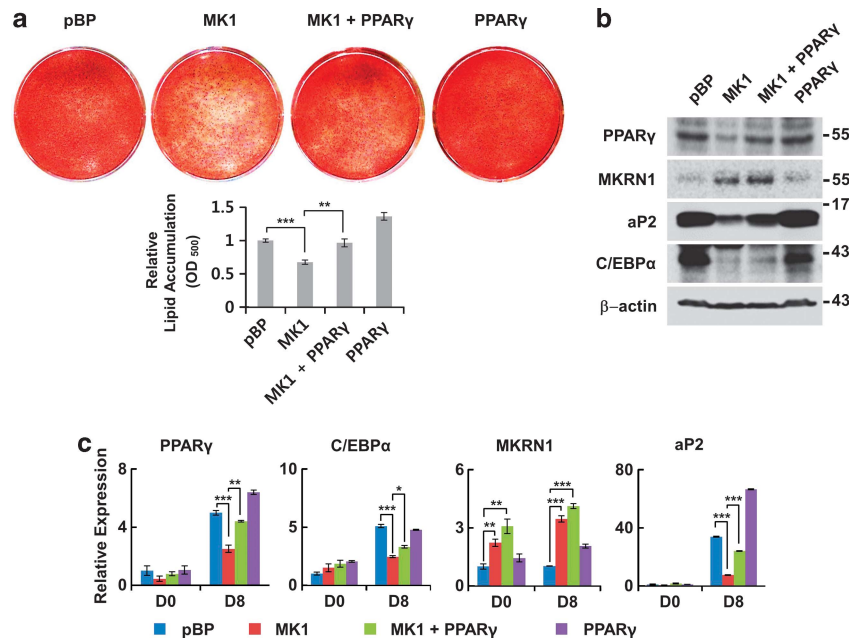 a
pBP MK1 MK1 + PPARγ PPARγ
*** **
Relative
Lipid Accumulation
(OD 500)
1.5
1
0.5
0
pBP MK1 MK1 + PPARγ PPARγ
b
pBP MK1 MK1 + PPARγ PPARγ
PPARγ 55
MKRN1 55
17
aP2
C/EBPα 43
β–actin 43
c
PPARγ C/EBPα MKRN1 aP2
Relative Expression
8 10 6 80
4 5 3 40
0 0 0 0
*** **
*** *
** ** *** ***
*** ***
D0 D8 D0 D8 D0 D8 D0 D8
pBP MK1 MK1 + PPARγ PPARγ